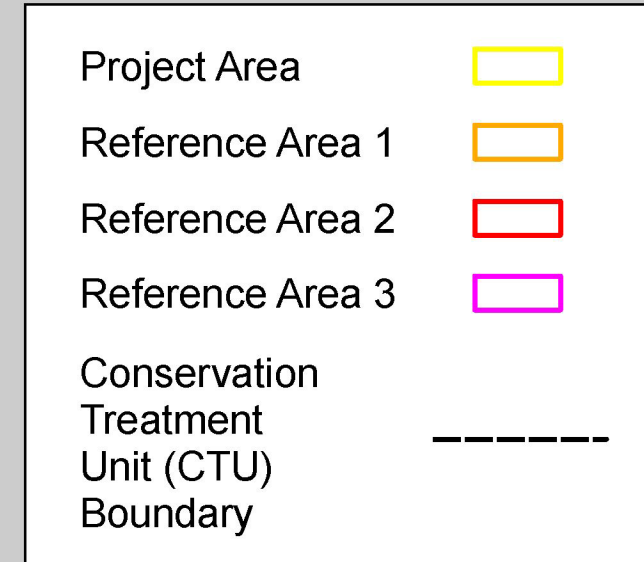 Project Area
Reference Area 1
Reference Area 2
Reference Area 3
Conservation
Treatment
Unit (CTU)
Boundary